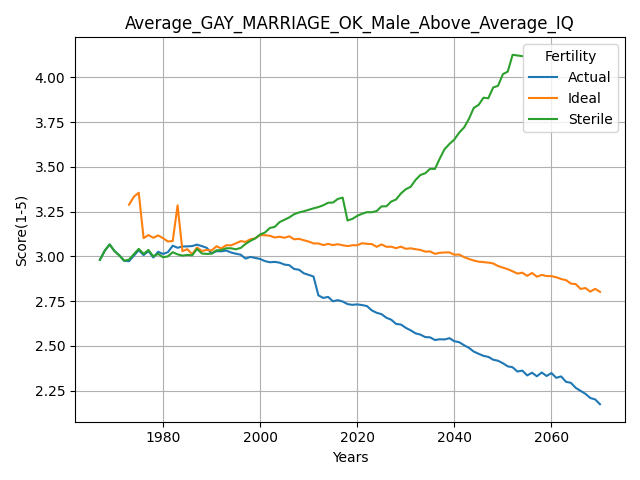 Average_GAY_MARRIAGE_OK_Male_Above_Average_IQ
Fertility
Actual
Ideal
Sterile
Score(1-5)
4.00
3.75
3.50
3.25
3.00
2.75
2.50
2.25
1980
2000
2020
2040
2060
Years